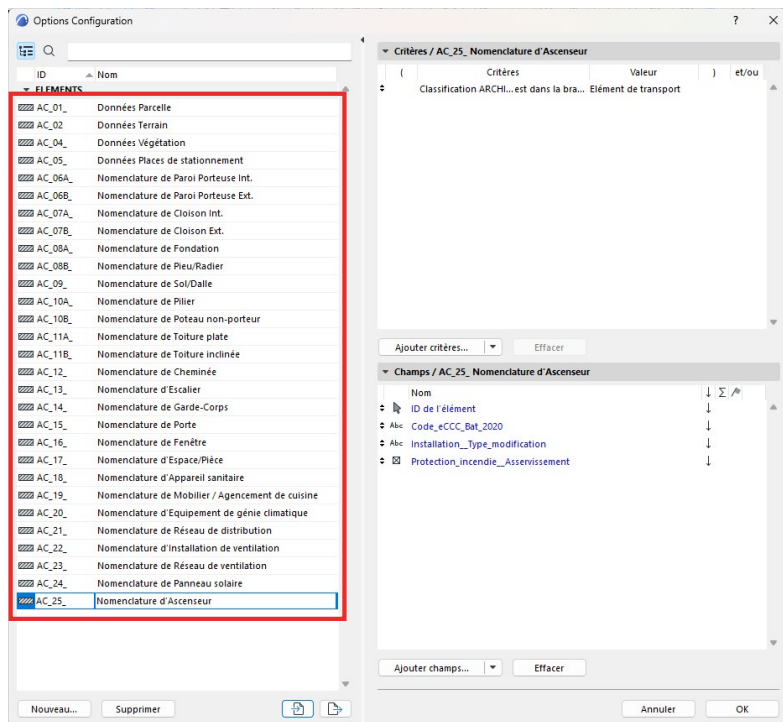 Options Configuration
? ×
ID Nom
ELEMENTS
AC_01_ Données Parcelle
AC_02 Données Terrain
AC_04_ Données Végétation
AC_05_ Données Places de stationnement
AC_06A_ Nomenclature de Paroi Porteuse Int.
AC_06B_ Nomenclature de Paroi Porteuse Ext.
AC_07A_ Nomenclature de Cloison Int.
AC_07B_ Nomenclature de Cloison Ext.
AC_08A_ Nomenclature de Fondation
AC_08B_ Nomenclature de Pieu/Radier
AC_09_ Nomenclature de Sol/Dalle
AC_10A_ Nomenclature de Pilier
AC_10B_ Nomenclature de Poteau non-porteur
AC_11A_ Nomenclature de Toiture plate
AC_11B_ Nomenclature de Toiture inclinée
AC_12_ Nomenclature de Cheminée
AC_13_ Nomenclature d'Escalier
AC_14_ Nomenclature de Garde-Corps
AC_15_ Nomenclature de Porte
AC_16_ Nomenclature de Fenêtre
AC_17_ Nomenclature d'Espace/Pièce
AC_18_ Nomenclature d'Appareil sanitaire
AC_19_ Nomenclature de Mobilier / Agencement de cuisine
AC_20_ Nomenclature d'Equipement de génie climatique
AC_21_ Nomenclature de Réseau de distribution
AC_22_ Nomenclature d'Installation de ventilation
AC_23_ Nomenclature de Réseau de ventilation
AC_24_ Nomenclature de Panneau solaire
AC_25_ Nomenclature d'Ascenseur
Nouveau... Supprimer
Critères / AC_25_ Nomenclature d'Ascenseur
( Critères Valeur ) et/ou
Classification ARCHI...est dans la bra... Elément de transport
Ajouter critères... Effacer
Champs / AC_25_ Nomenclature d'Ascenseur
Nom ↓ Σ
ID de l'élément ↓
Abc Code_eCCC_Bat_2020 ↓
Abc Installation__Type_modification ↓
Protection_incendie__Asservissement ↓
Ajouter champs... Effacer
Annuler OK